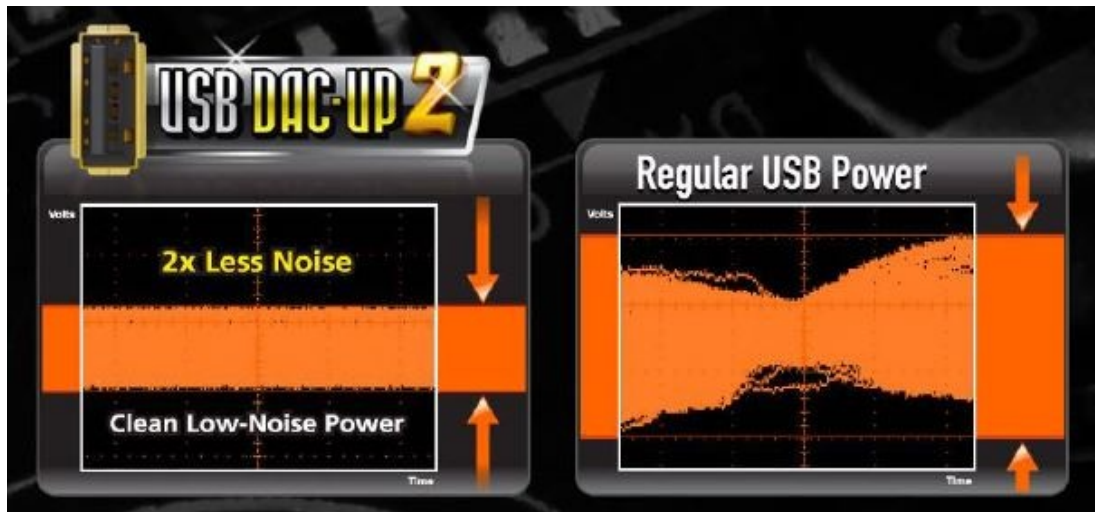 USB DAC-UP 2
Volts
2x Less Noise
Clean Low-Noise Power
Time
Regular USB Power
Volts
Time